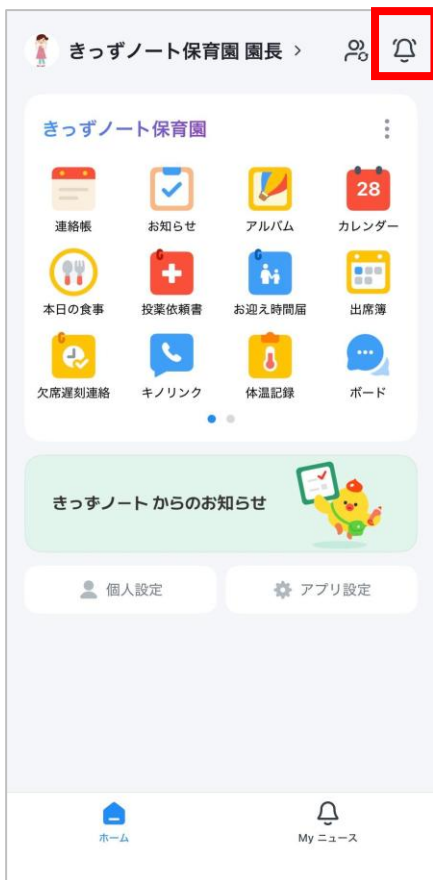 きっずノート保育園 園長 >
きっずノート保育園
28
連絡帳 お知らせ アルバム カレンダー
本日の食事 投薬依頼書 お迎え時間届 出席簿
欠席遅刻連絡 キノリンク 体温記録 ボード
きっずノート からのお知らせ
個人設定 アプリ設定
ホーム My ニュース